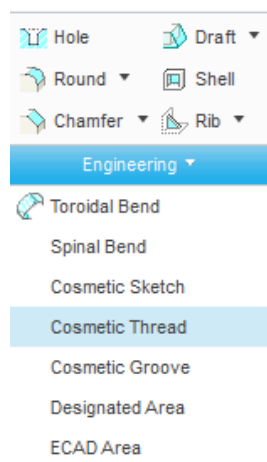 Hole Draft
Round Shell
Chamfer Rib
Engineering
Toroidal Bend
Spinal Bend
Cosmetic Sketch
Cosmetic Thread
Cosmetic Groove
Designated Area
ECAD Area